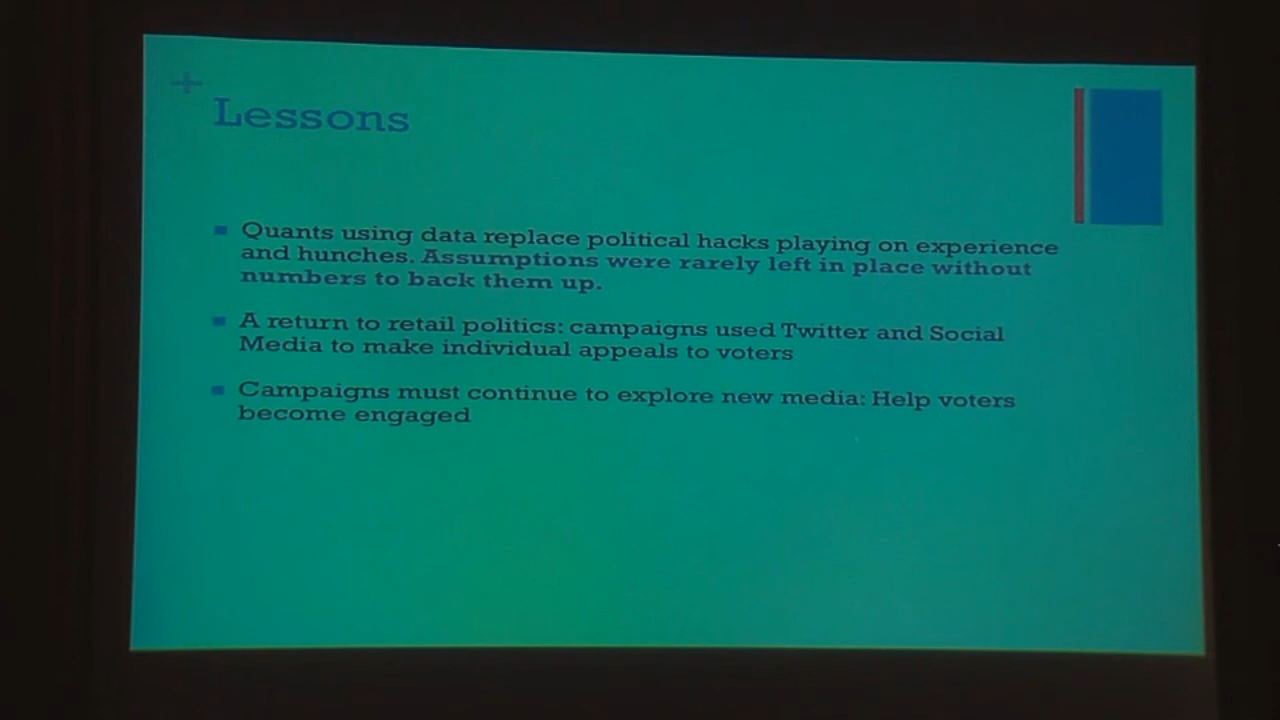 +
Lessons
Quants using data replace political hacks playing on experience
and hunches. Assumptions were rarely left in place without
numbers to back them up.
A return to retail politics: campaigns used Twitter and Social
Media to make individual appeals to voters
Campaigns must continue to explore new media: Help voters
become engaged